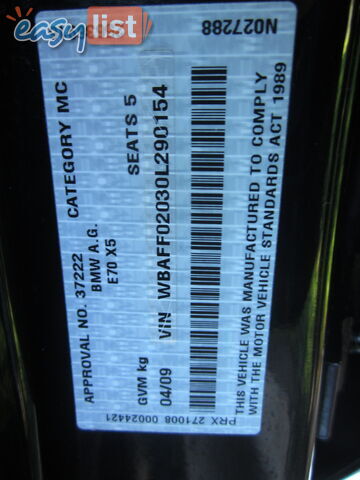 easylist
N027288
APPROVAL NO. 37222 CATEGORY MC
BMW A.G.
E70 X5 SEATS 5
GVM kg
04/09 VIN WBAFF02030L290154
THIS VEHICLE WAS MANUFACTURED TO COMPLY
WITH THE MOTOR VEHICLE STANDARDS ACT 1989
PRX 271008 00024421